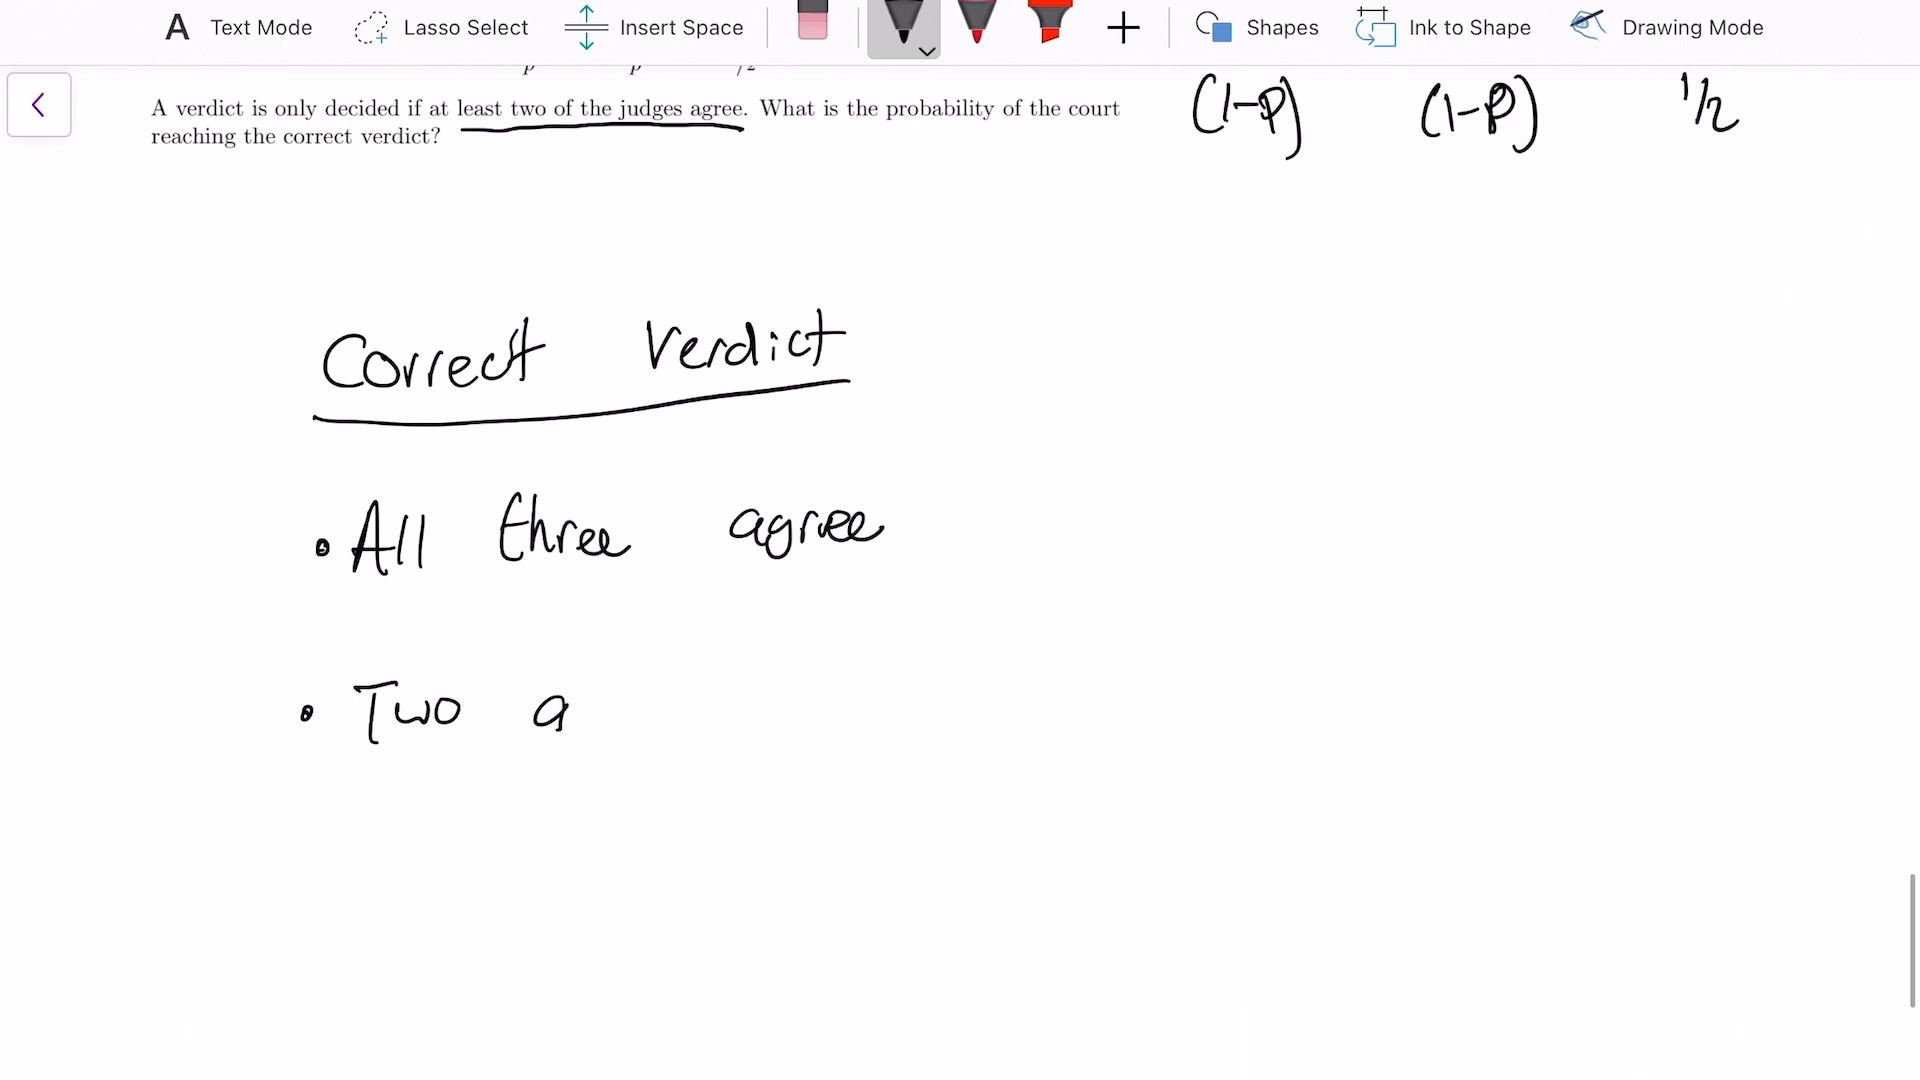 Text Mode Lasso Select Insert Space Shapes Ink to Shape Drawing Mode
p p /2
A verdict is only decided if at least two of the judges agree. What is the probability of the court
reaching the correct verdict?
(1-p) (1-p) 1/2
Correct Verdict
• All three agree
• Two a